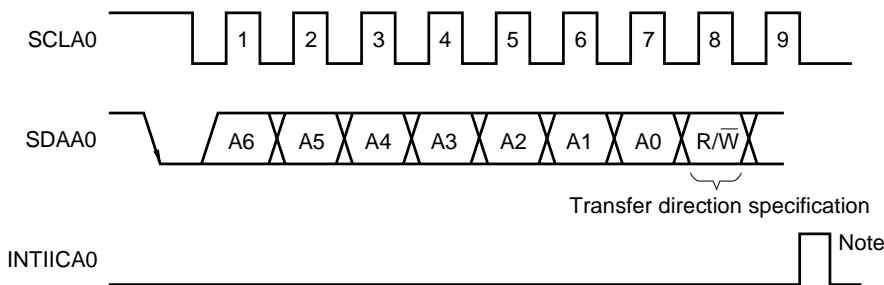 SCLA0 1 2 3 4 5 6 7 8 9
SDAA0 A6 A5 A4 A3 A2 A1 A0 R/W̅
Transfer direction specification
INTIICA0 Note